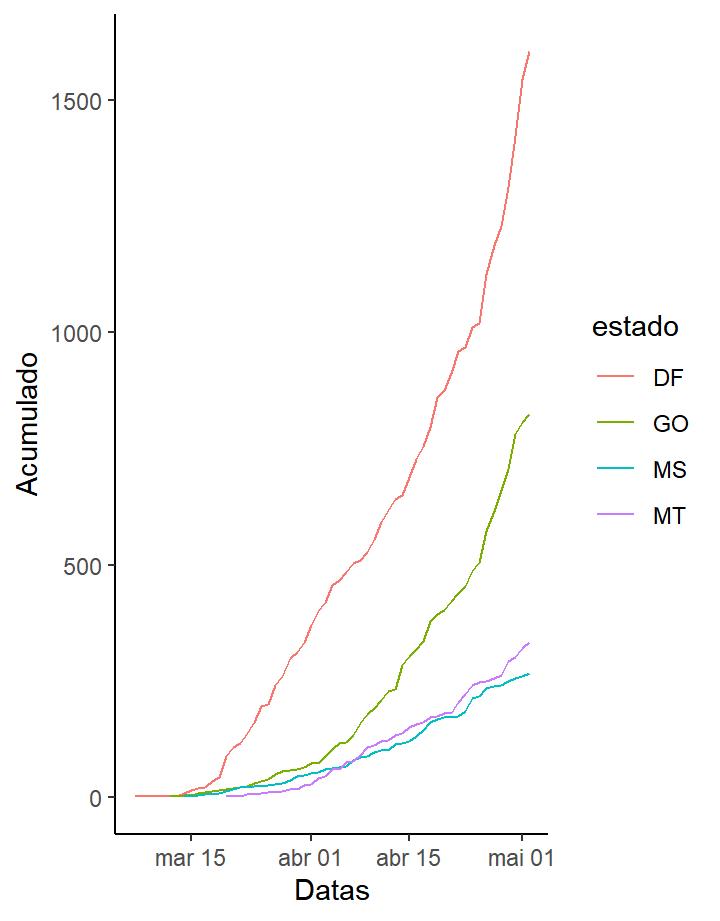 1500
1000
500
0
Acumulado
mar 15
abr 01
abr 15
mai 01
Datas
estado
DF
GO
MS
MT